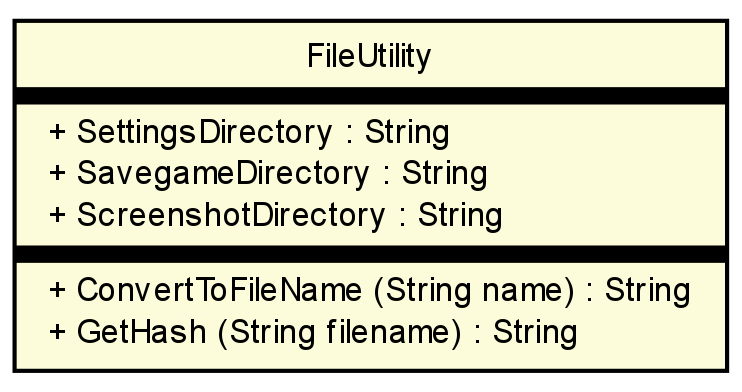 FileUtility
+ SettingsDirectory : String
+ SavegameDirectory : String
+ ScreenshotDirectory : String
+ ConvertToFileName (String name) : String
+ GetHash (String filename) : String